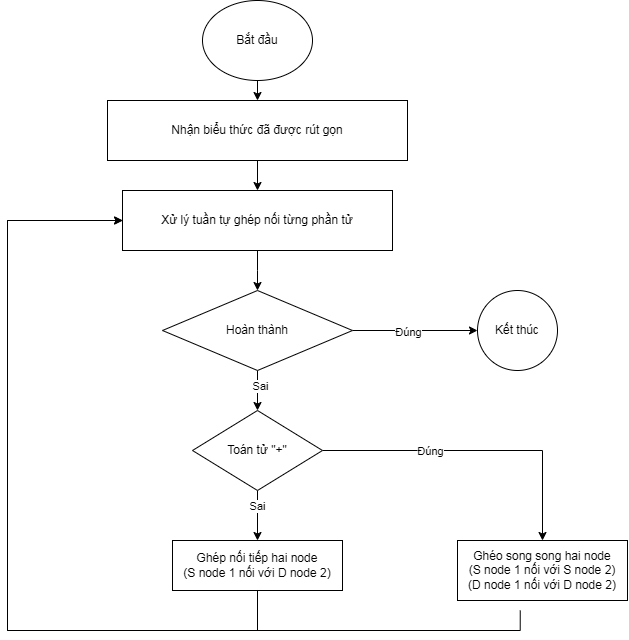 Bắt đầu
Nhận biểu thức đã được rút gọn
Xử lý tuần tự ghép nối từng phần tử
Hoàn thành
Đúng
Kết thúc
Sai
Toán tử "+"
Đúng
Sai
Ghép nối tiếp hai node
(S node 1 nối với D node 2)
Ghéo song song hai node
(S node 1 nối với S node 2)
(D node 1 nối với D node 2)